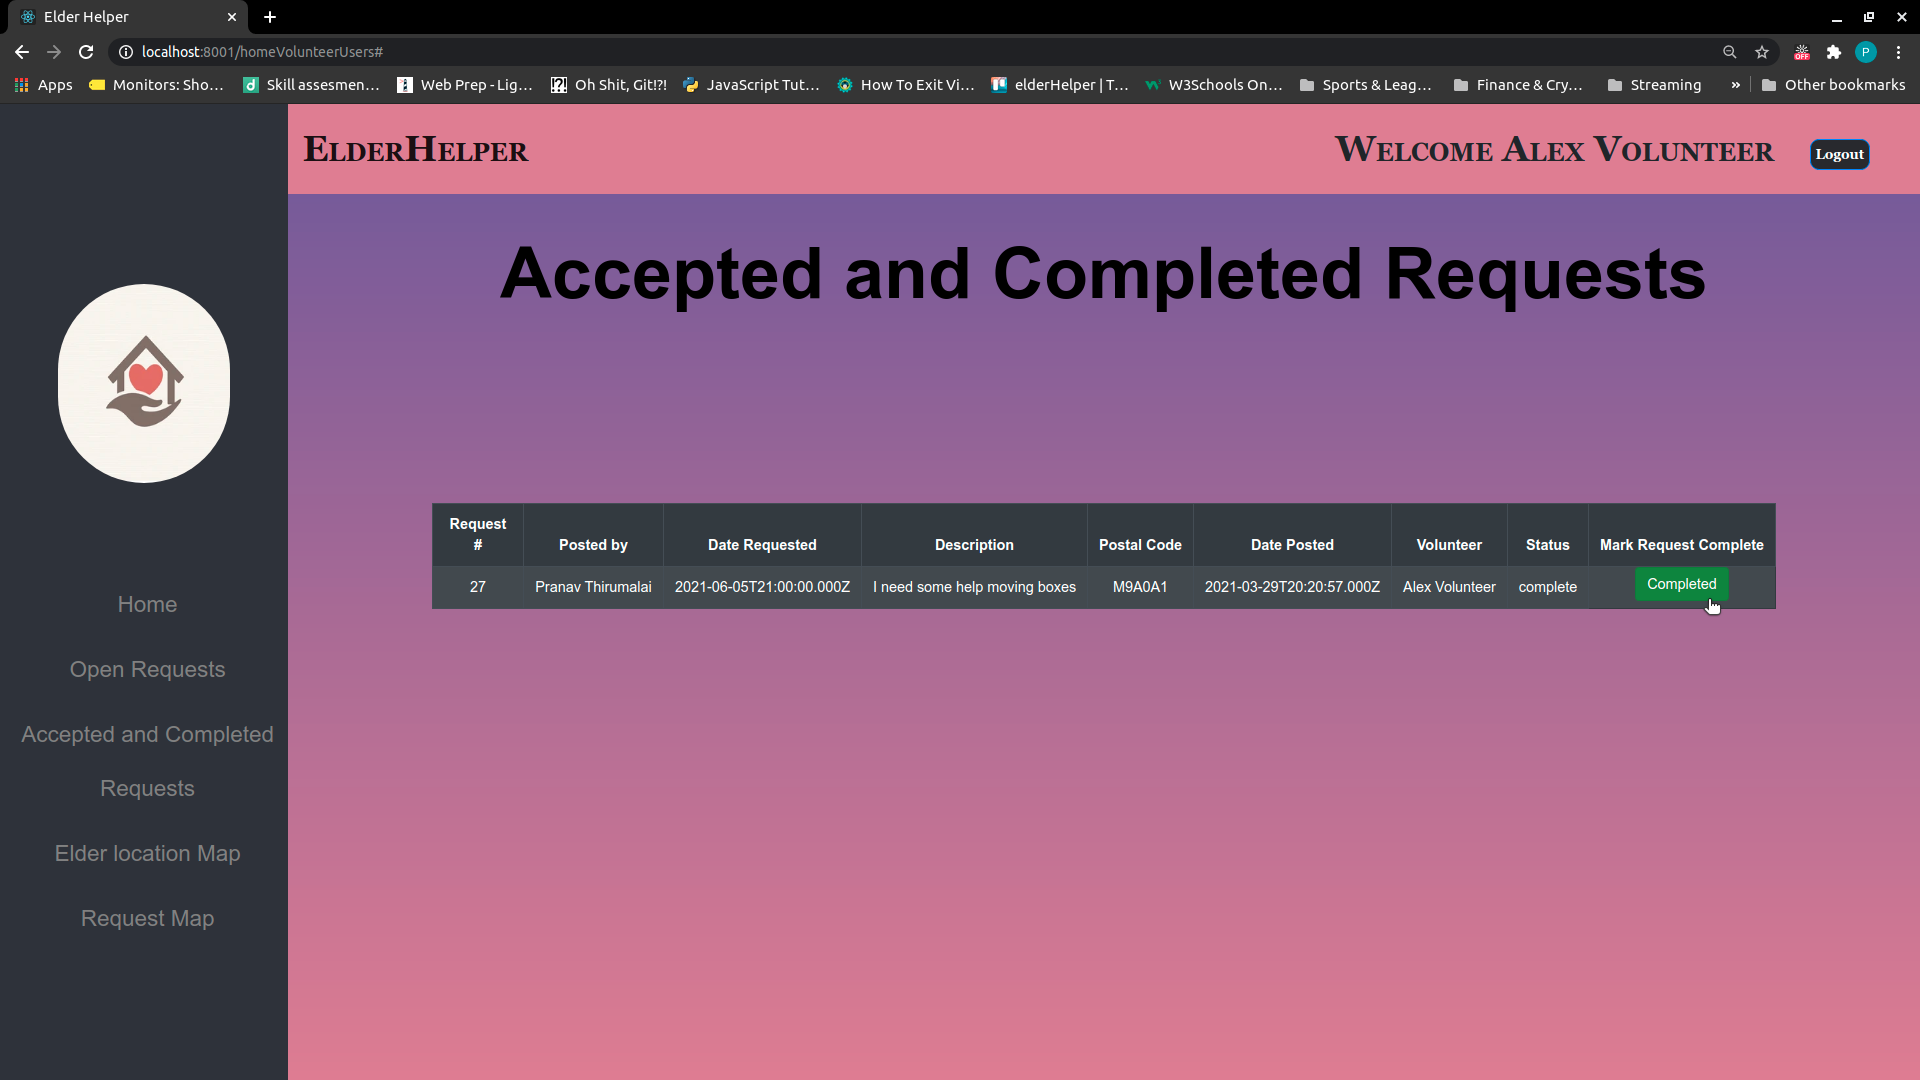 Elder Helper
localhost:8001/homeVolunteerUsers#
OFF
P
Apps
Monitors: Sho...
Skill assesmen...
Web Prep - Lig...
Oh Shit, Git!?!
JavaScript Tut...
How To Exit Vi...
elderHelper | T...
W3Schools On...
Sports & Leag...
Finance & Cry...
Streaming
»
Other bookmarks
ElderHelper
Welcome Alex Volunteer
Logout
Accepted and Completed Requests
Request # Posted by Date Requested Description Postal Code Date Posted Volunteer Status Mark Request Complete
27 Pranav Thirumalai 2021-06-05T21:00:00.000Z I need some help moving boxes M9A0A1 2021-03-29T20:20:57.000Z Alex Volunteer complete Completed
Home
Open Requests
Accepted and Completed
Requests
Elder location Map
Request Map